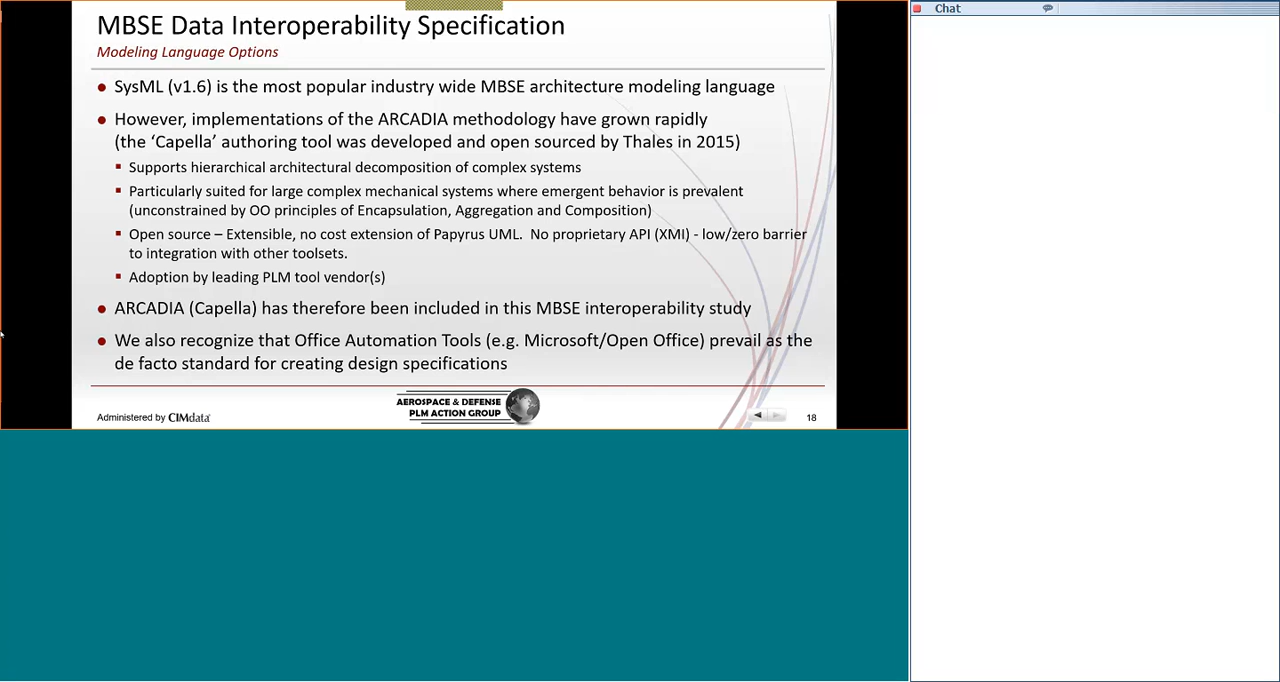 Chat
MBSE Data Interoperability Specification
Modeling Language Options
SysML (v1.6) is the most popular industry wide MBSE architecture modeling language
However, implementations of the ARCADIA methodology have grown rapidly
(the ‘Capella’ authoring tool was developed and open sourced by Thales in 2015)
Supports hierarchical architectural decomposition of complex systems
Particularly suited for large complex mechanical systems where emergent behavior is prevalent
(unconstrained by OO principles of Encapsulation, Aggregation and Composition)
Open source – Extensible, no cost extension of Papyrus UML. No proprietary API (XMI) - low/zero barrier
to integration with other toolsets.
Adoption by leading PLM tool vendor(s)
ARCADIA (Capella) has therefore been included in this MBSE interoperability study
We also recognize that Office Automation Tools (e.g. Microsoft/Open Office) prevail as the
de facto standard for creating design specifications
AEROSPACE & DEFENSE
PLM ACTION GROUP
Administered by CIMdata
18